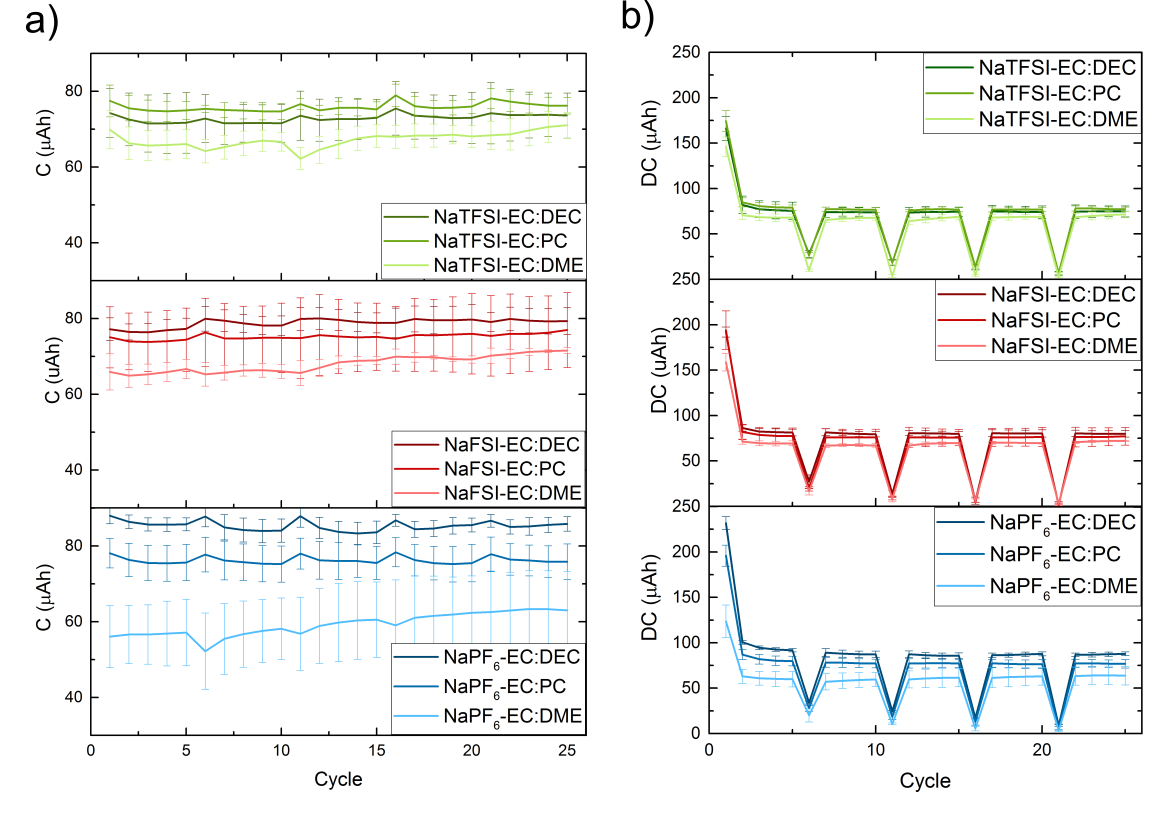 a)
C (μAh)
80
60
40
NaTFSI-EC:DEC
NaTFSI-EC:PC
NaTFSI-EC:DME
C (uAh)
80
60
40
NaFSI-EC:DEC
NaFSI-EC:PC
NaFSI-EC:DME
C (μAh)
80
60
40
NaPF6-EC:DEC
NaPF6-EC:PC
NaPF6-EC:DME
0 5 10 15 20 25
Cycle
b)
DC (μAh)
250
200
150
100
50
NaTFSI-EC:DEC
NaTFSI-EC:PC
NaTFSI-EC:DME
DC (uAh)
250
200
150
100
50
NaFSI-EC:DEC
NaFSI-EC:PC
NaFSI-EC:DME
DC (μAh)
250
200
150
100
50
0
NaPF6-EC:DEC
NaPF6-EC:PC
NaPF6-EC:DME
0 10 20
Cycle